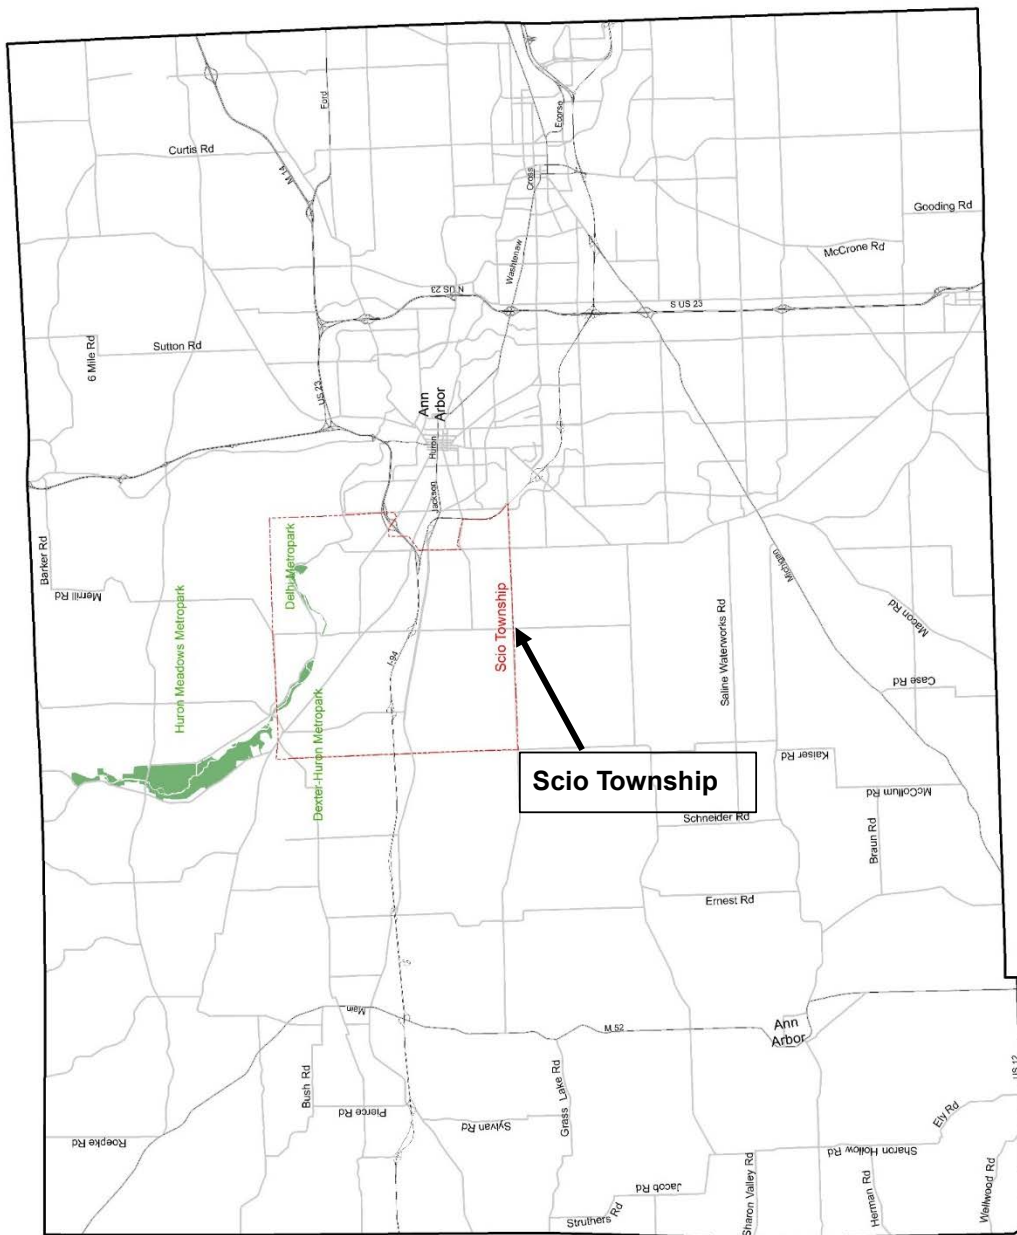 Ford
Ecorse
Curtis Rd
M 14
Cross
Gooding Rd
McCrone Rd
Washtenaw
N US 23
S US 23
6 Mile Rd
Sutton Rd
US 23
Ann
Arbor
Huron
Jackson
Barker Rd
Merrill Rd
Delhi Metropark
Huron Meadows Metropark
Michigan
Saline Waterworks Rd
Macon Rd
Scio Township
I-94
Case Rd
Dexter-Huron Metropark
Scio Township
Kaiser Rd
McCollum Rd
Schneider Rd
Braun Rd
Ernest Rd
Main
M 52
Ann
Arbor
US 12
Bush Rd
Pierce Rd
Grass Lake Rd
Sylvan Rd
Roepke Rd
Ely Rd
Sharon Hollow Rd
Jacob Rd
Sharon Valley Rd
Herman Rd
Wellwood Rd
Struthers Rd